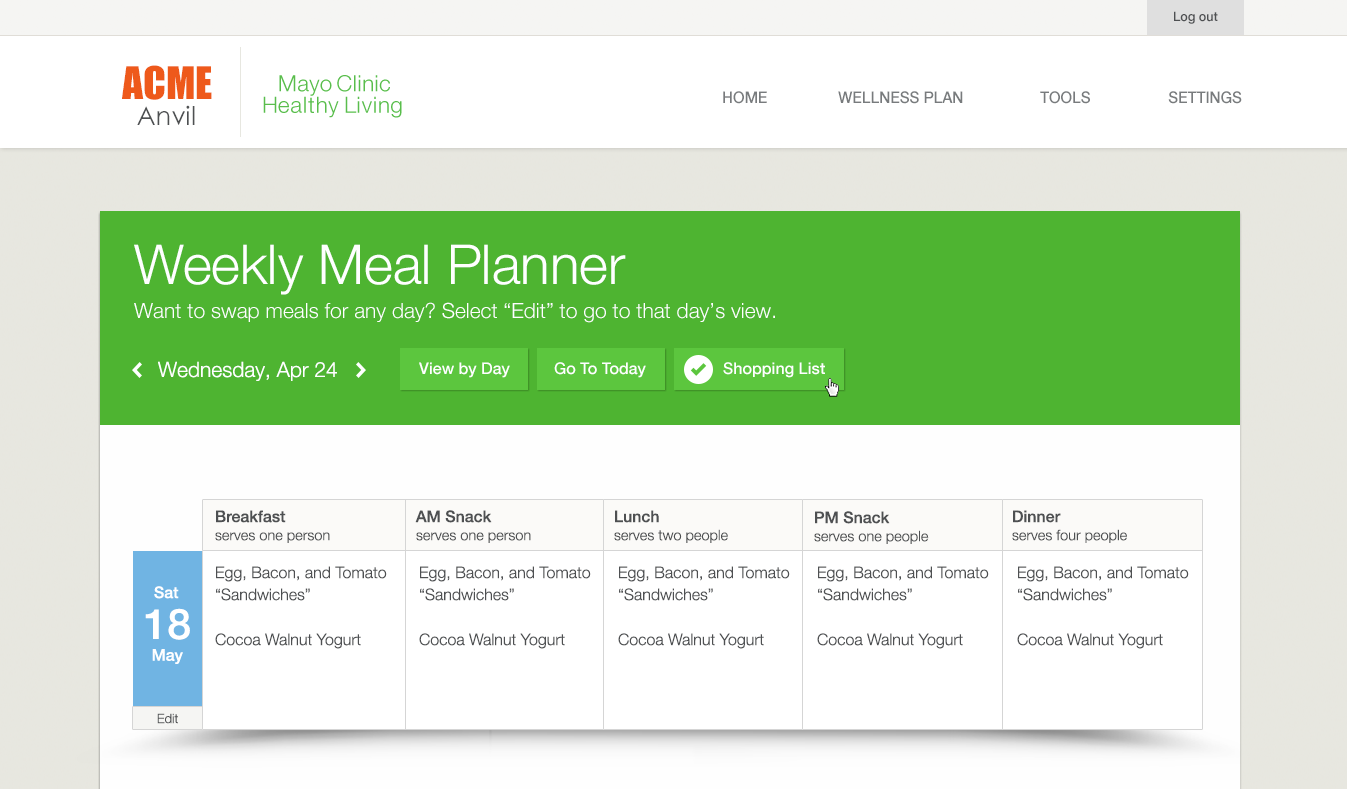 Log out
ACME
Anvil
Mayo Clinic
Healthy Living
HOME
WELLNESS PLAN
TOOLS
SETTINGS
Weekly Meal Planner
Want to swap meals for any day? Select “Edit” to go to that day’s view.
Wednesday, Apr 24
View by Day
Go To Today
Shopping List
Breakfast
serves one person
AM Snack
serves one person
Lunch
serves two people
PM Snack
serves one people
Dinner
serves four people
Sat
18
May
Edit
Egg, Bacon, and Tomato
“Sandwiches”
Cocoa Walnut Yogurt
Egg, Bacon, and Tomato
“Sandwiches”
Cocoa Walnut Yogurt
Egg, Bacon, and Tomato
“Sandwiches”
Cocoa Walnut Yogurt
Egg, Bacon, and Tomato
“Sandwiches”
Cocoa Walnut Yogurt
Egg, Bacon, and Tomato
“Sandwiches”
Cocoa Walnut Yogurt